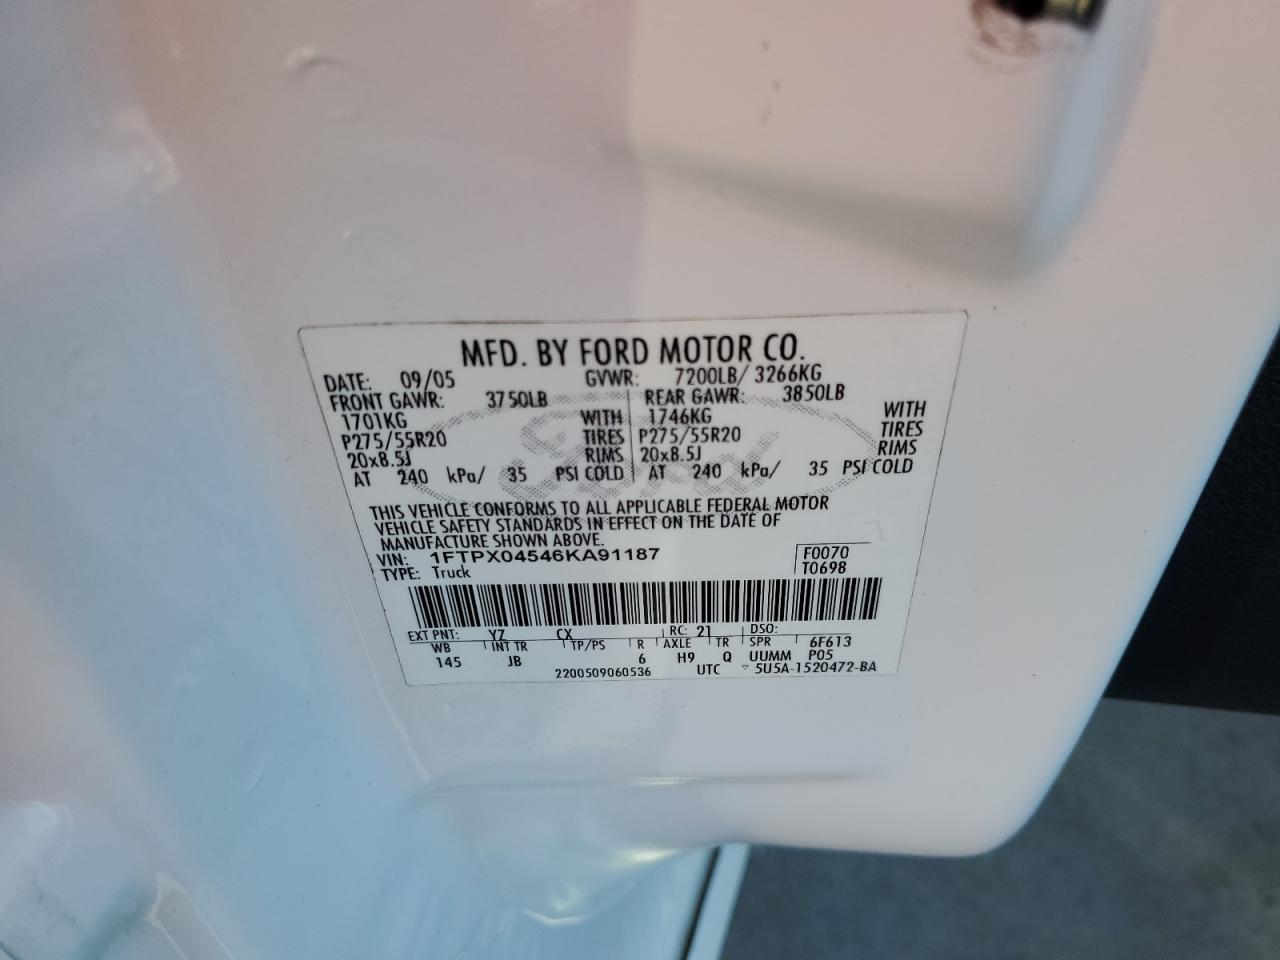 MFD. BY FORD MOTOR CO.
DATE: 09/05 GVWR: 7200LB/ 3266KG
FRONT GAWR: 3750LB REAR GAWR: 3850LB
1701KG WITH 1746KG WITH
P275/55R20 TIRES P275/55R20 TIRES
20x8.5J RIMS 20x8.5J RIMS
AT 240 kPa/ 35 PSI COLD AT 240 kPa/ 35 PSI COLD
Ford
THIS VEHICLE CONFORMS TO ALL APPLICABLE FEDERAL MOTOR
VEHICLE SAFETY STANDARDS IN EFFECT ON THE DATE OF
MANUFACTURE SHOWN ABOVE.
VIN: 1FTPX04546KA91187 F0070
TYPE: Truck T0698
EXT PNT: YZ CX RC: 21 DSO:
WB INT TR TP/PS R AXLE TR SPR 6F613
145 JB 6 H9 Q UUMM P05
2200509060536 UTC 5U5A-1520472-BA